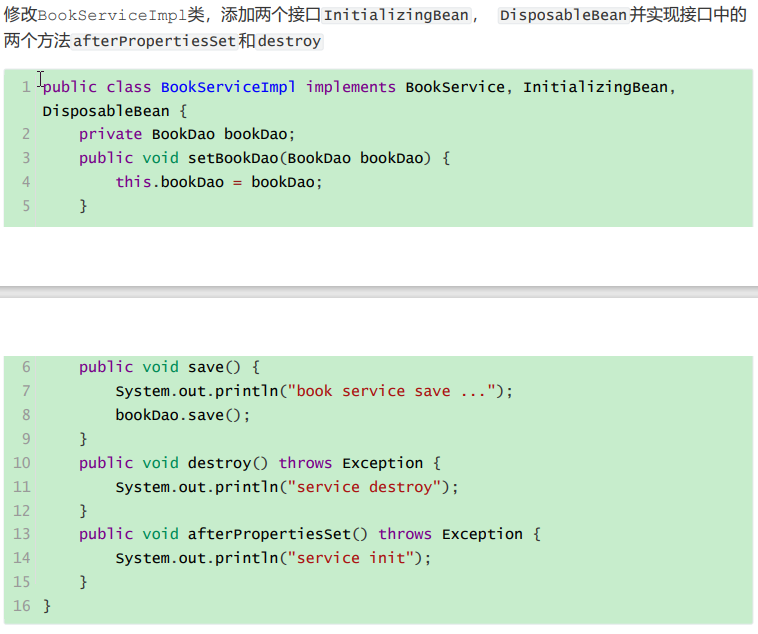 修改BookServiceImpl类，添加两个接口InitializingBean， DisposableBean并实现接口中的
两个方法afterPropertiesSet和destroy
1 public class BookServiceImpl implements BookService, InitializingBean,
DisposableBean {
2     private BookDao bookDao;
3     public void setBookDao(BookDao bookDao) {
4         this.bookDao = bookDao;
5     }
6     public void save() {
7         System.out.println("book service save ...");
8         bookDao.save();
9     }
10     public void destroy() throws Exception {
11         System.out.println("service destroy");
12     }
13     public void afterPropertiesSet() throws Exception {
14         System.out.println("service init");
15     }
16 }